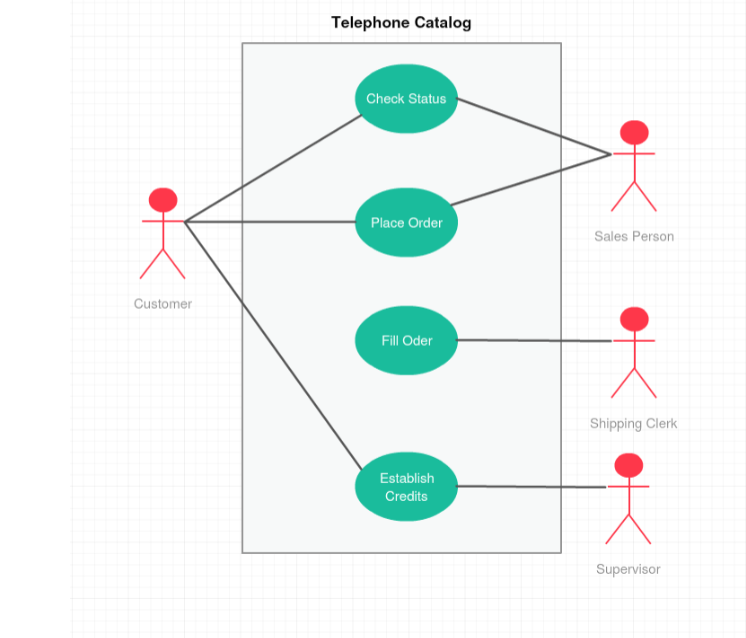 Telephone Catalog
Check Status
Sales Person
Place Order
Customer
Fill Oder
Shipping Clerk
Establish
Credits
Supervisor